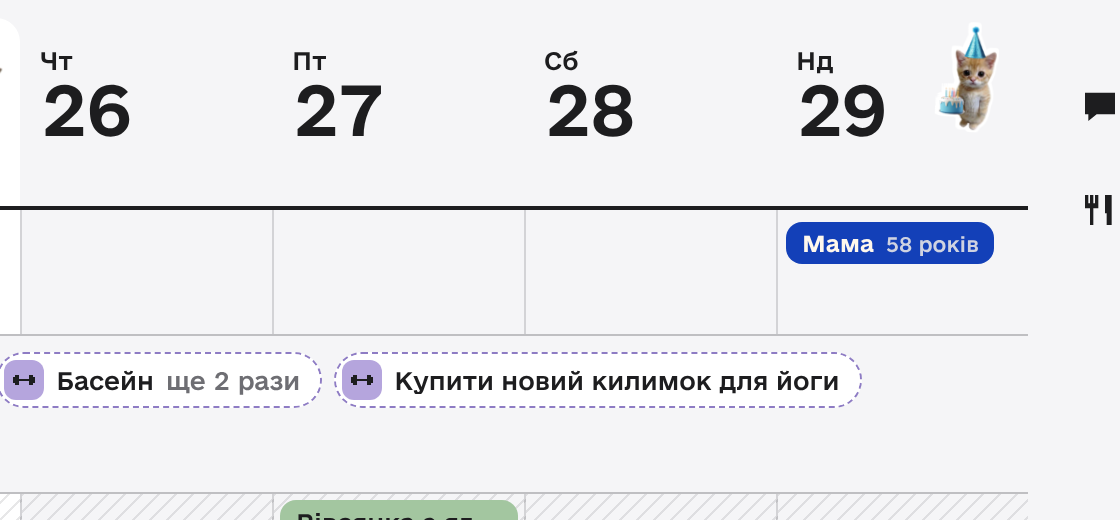 Чт
26
Пт
27
Сб
28
Нд
29
Мама 58 років
Басейн ще 2 рази
Купити новий килимок для йоги